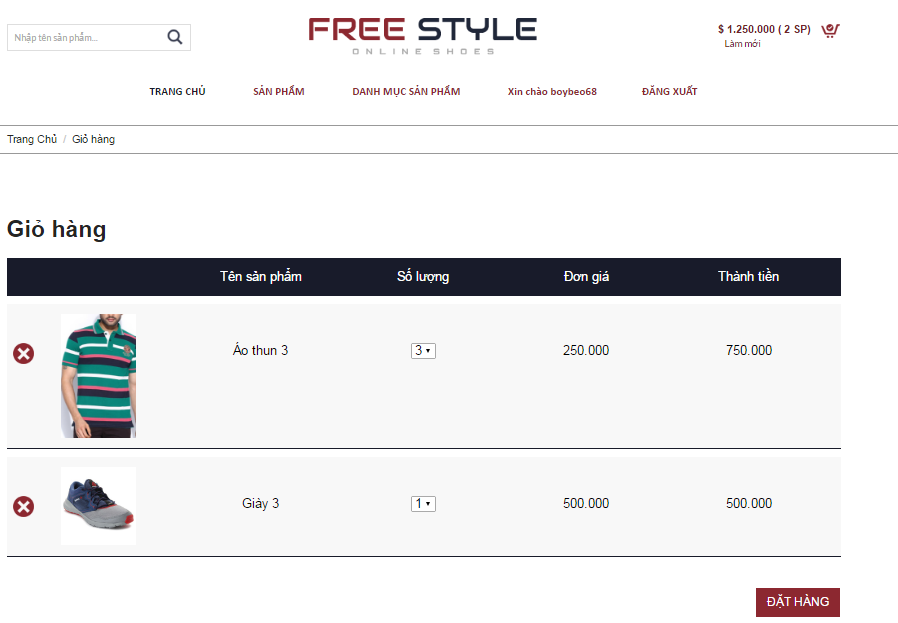 Nhập tên sản phẩm...
FREE STYLE
ONLINE SHOES
$ 1.250.000 ( 2 SP)
Làm mới
TRANG CHỦ SẢN PHẨM DANH MỤC SẢN PHẨM Xin chào boybeo68 ĐĂNG XUẤT
Trang Chủ / Giỏ hàng
Giỏ hàng
Tên sản phẩm Số lượng Đơn giá Thành tiền
Áo thun 3 3 250.000 750.000
Giày 3 1 500.000 500.000
ĐẶT HÀNG